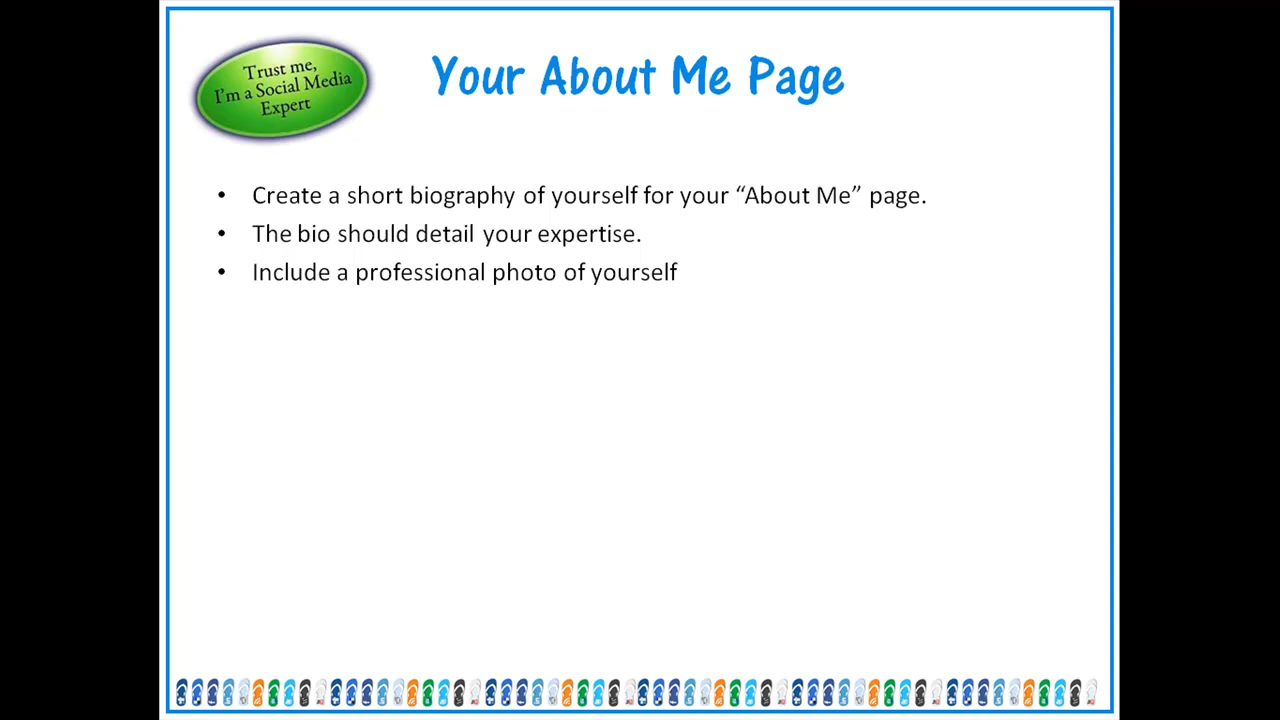 Trust me,
I'm a Social Media
Expert
Your About Me Page
• Create a short biography of yourself for your “About Me” page.
• The bio should detail your expertise.
• Include a professional photo of yourself